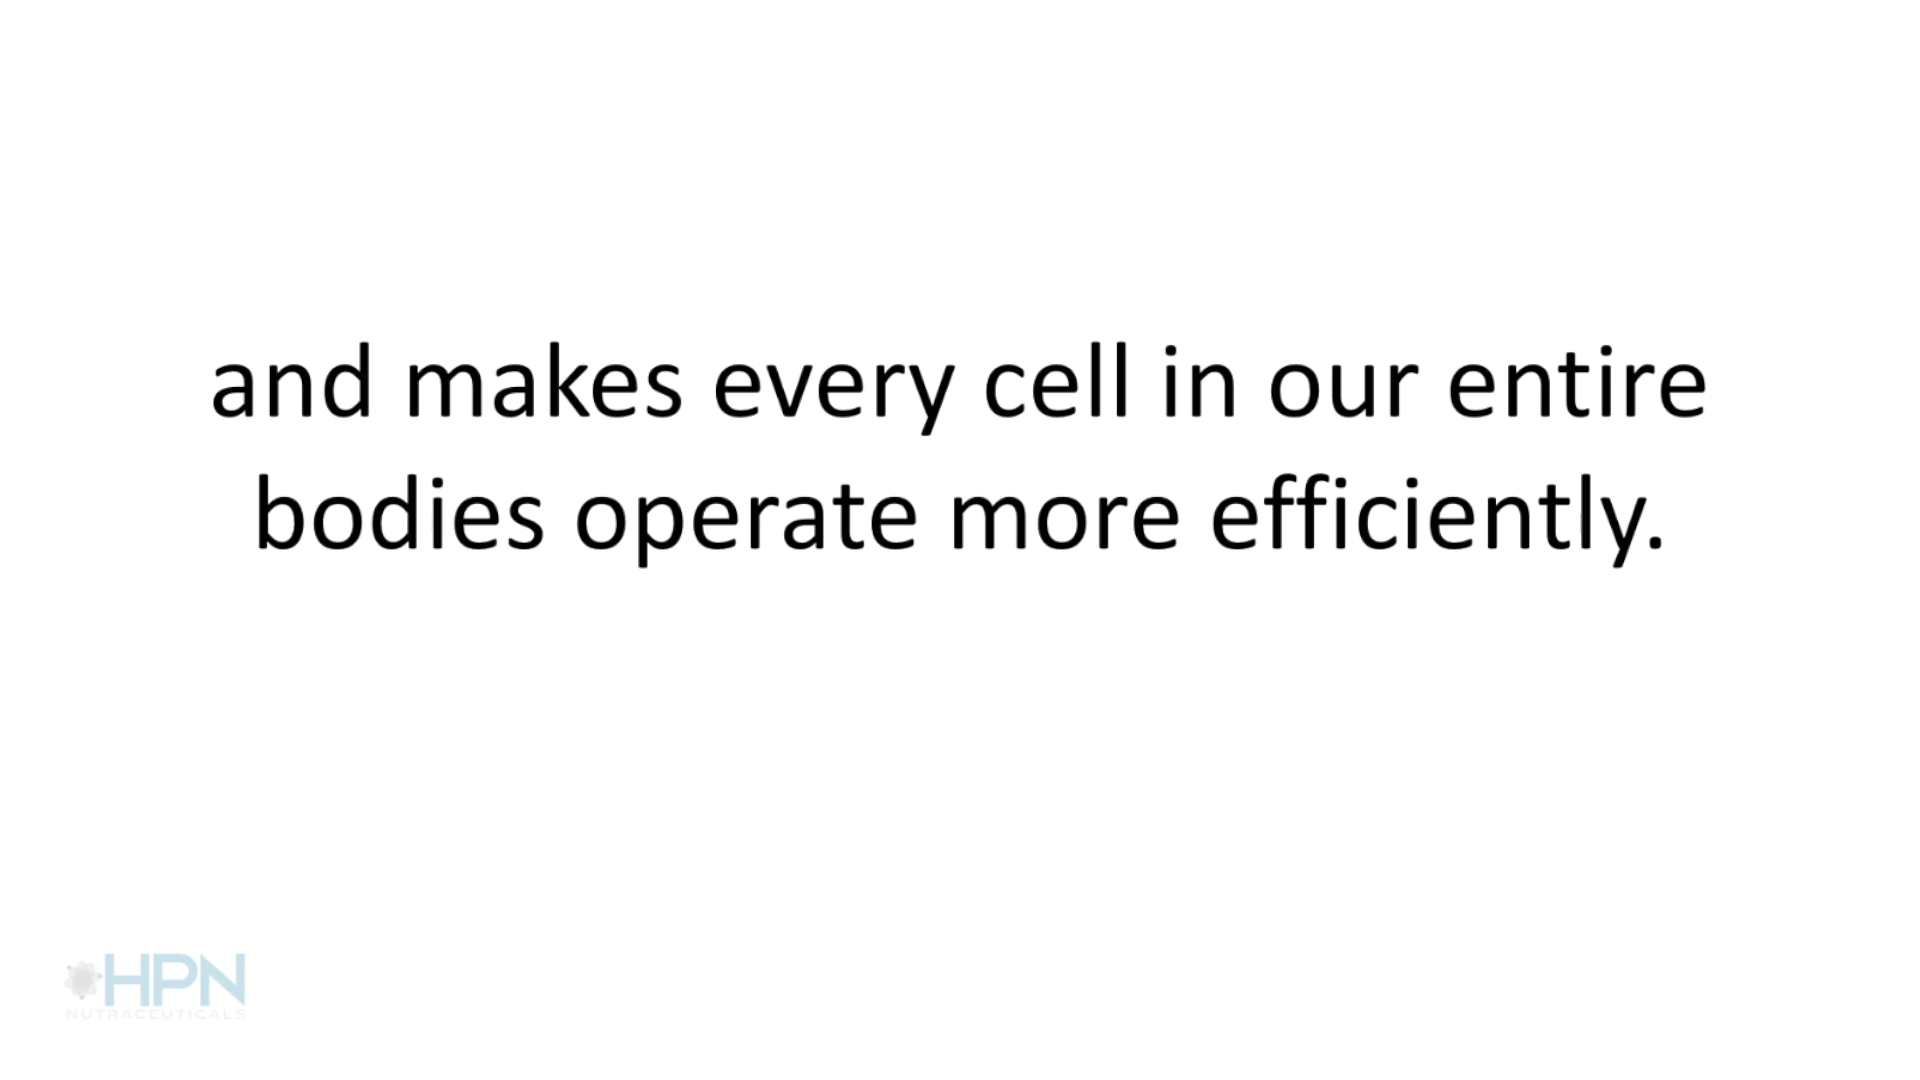 and makes every cell in our entire
bodies operate more efficiently.
HPN
NUTRACEUTICALS